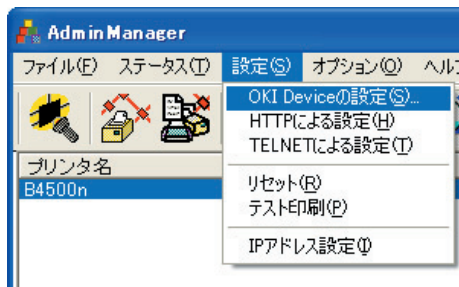 AdminManager
ファイル(F) ステータス(T) 設定(S) オプション(O) ヘル
OKI Deviceの設定(S)...
HTTPによる設定(H)
TELNETによる設定(T)
プリンタ名
B4500n
リセット(R)
テスト印刷(P)
IPアドレス設定(I)